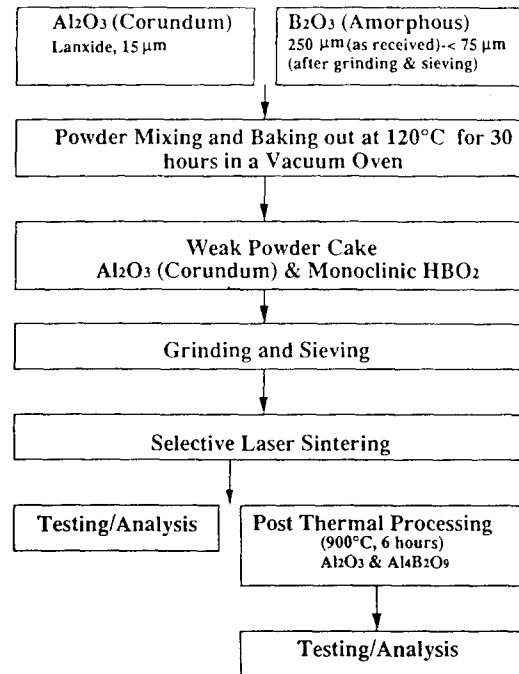 Al2O3 (Corundum)
Lanxide, 15 μm
B2O3 (Amorphous)
250 μm (as received)-< 75 μm
(after grinding & sieving)
Powder Mixing and Baking out at 120°C for 30
hours in a Vacuum Oven
Weak Powder Cake
Al2O3 (Corundum) & Monoclinic HBO2
Grinding and Sieving
Selective Laser Sintering
Testing/Analysis
Post Thermal Processing
(900°C, 6 hours)
Al2O3 & Al4B2O9
Testing/Analysis